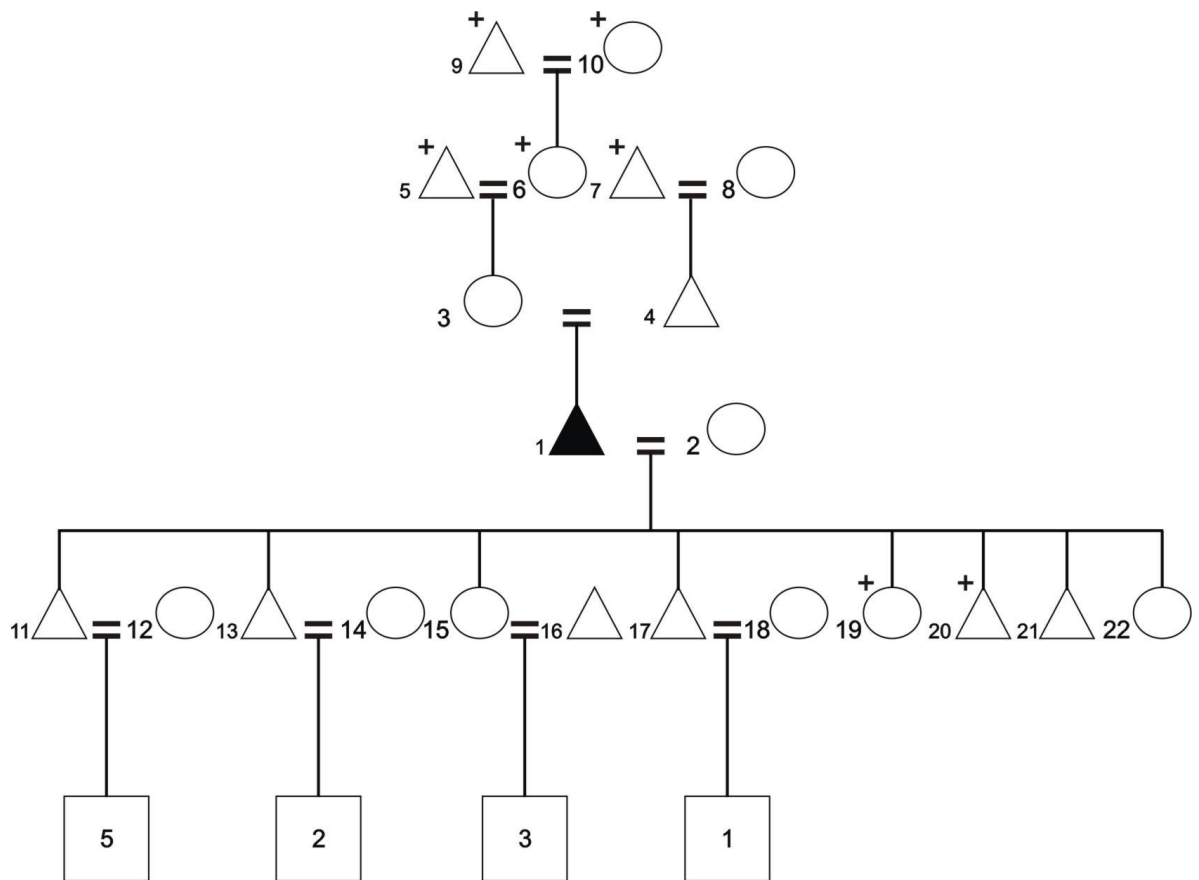 + +
9 = 10
+ + +
5 = 6 7 = 8
3 = 4
1 = 2
+ +
11 = 12 13 = 14 15 = 16 17 = 18 19 20 21 22
5 2 3 1